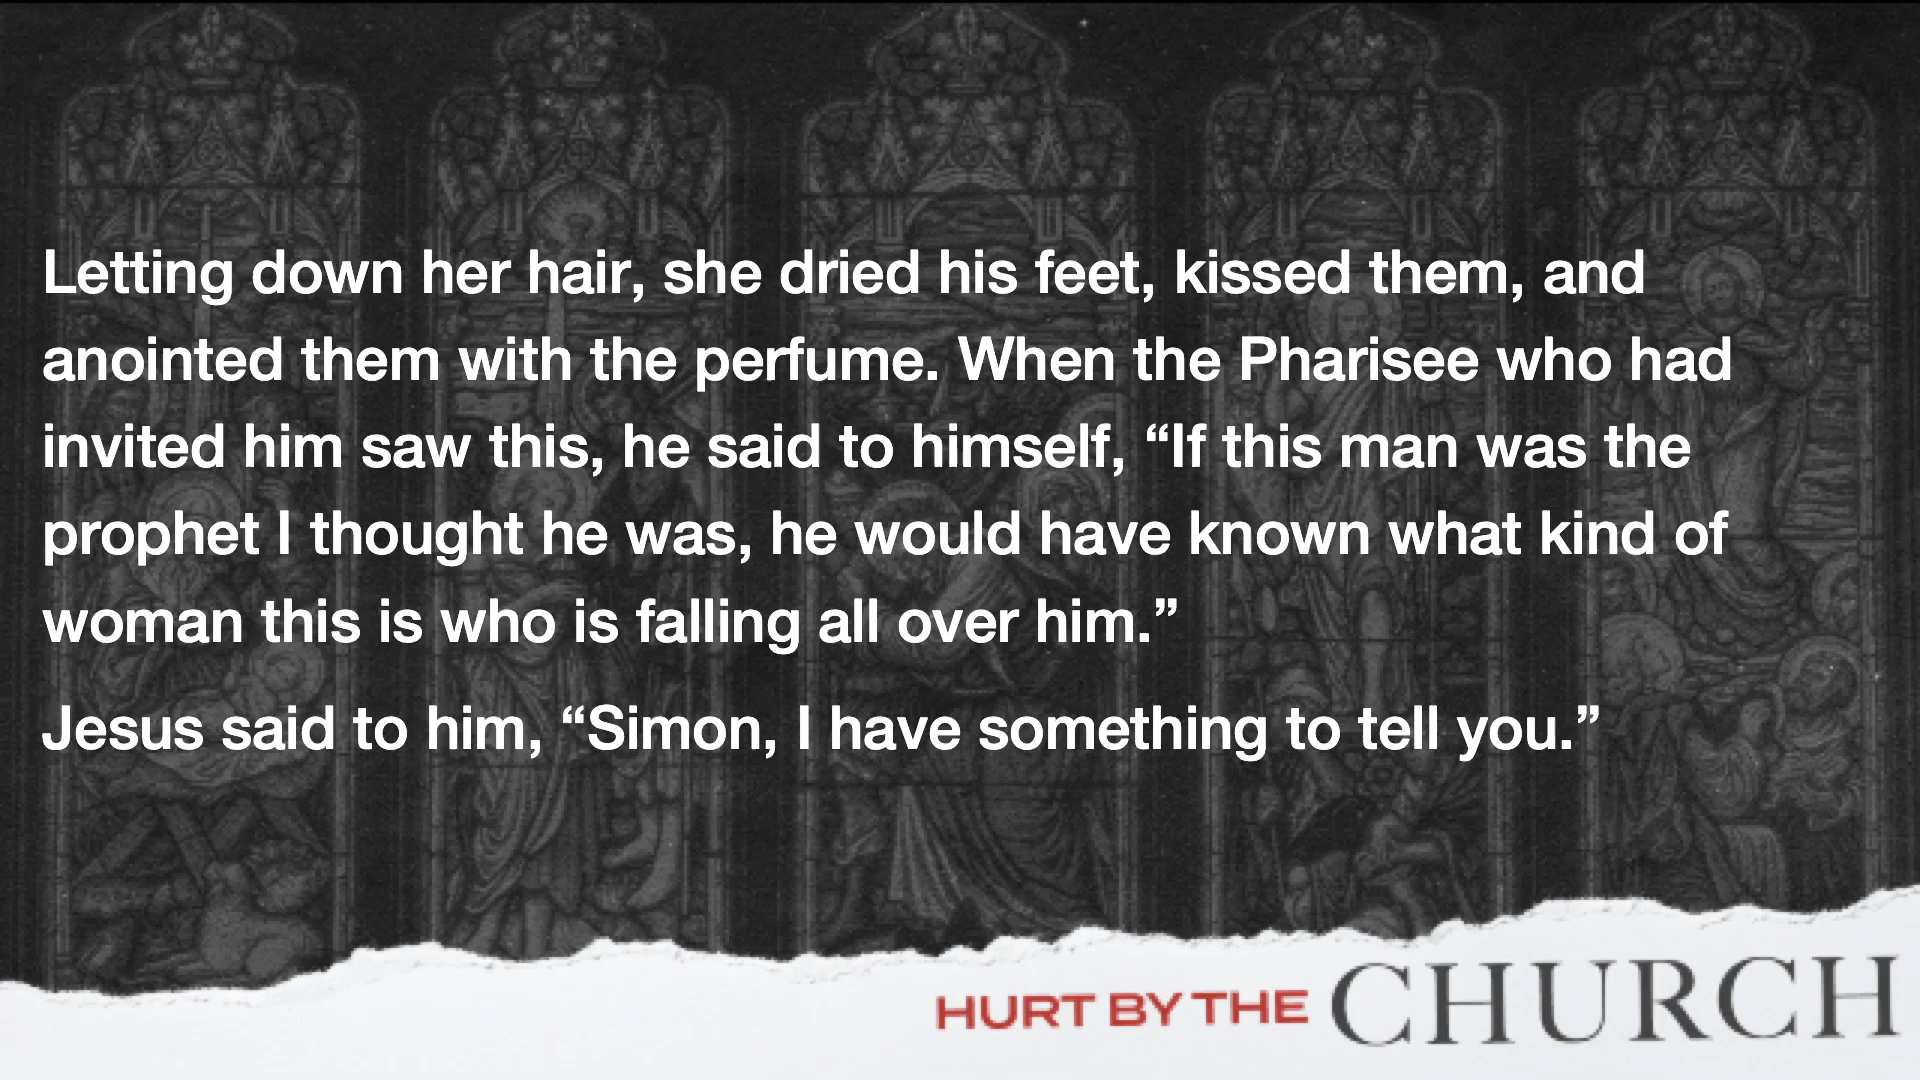 Letting down her hair, she dried his feet, kissed them, and
anointed them with the perfume. When the Pharisee who had
invited him saw this, he said to himself, “If this man was the
prophet I thought he was, he would have known what kind of
woman this is who is falling all over him.”
Jesus said to him, “Simon, I have something to tell you.”
HURT BY THE CHURCH